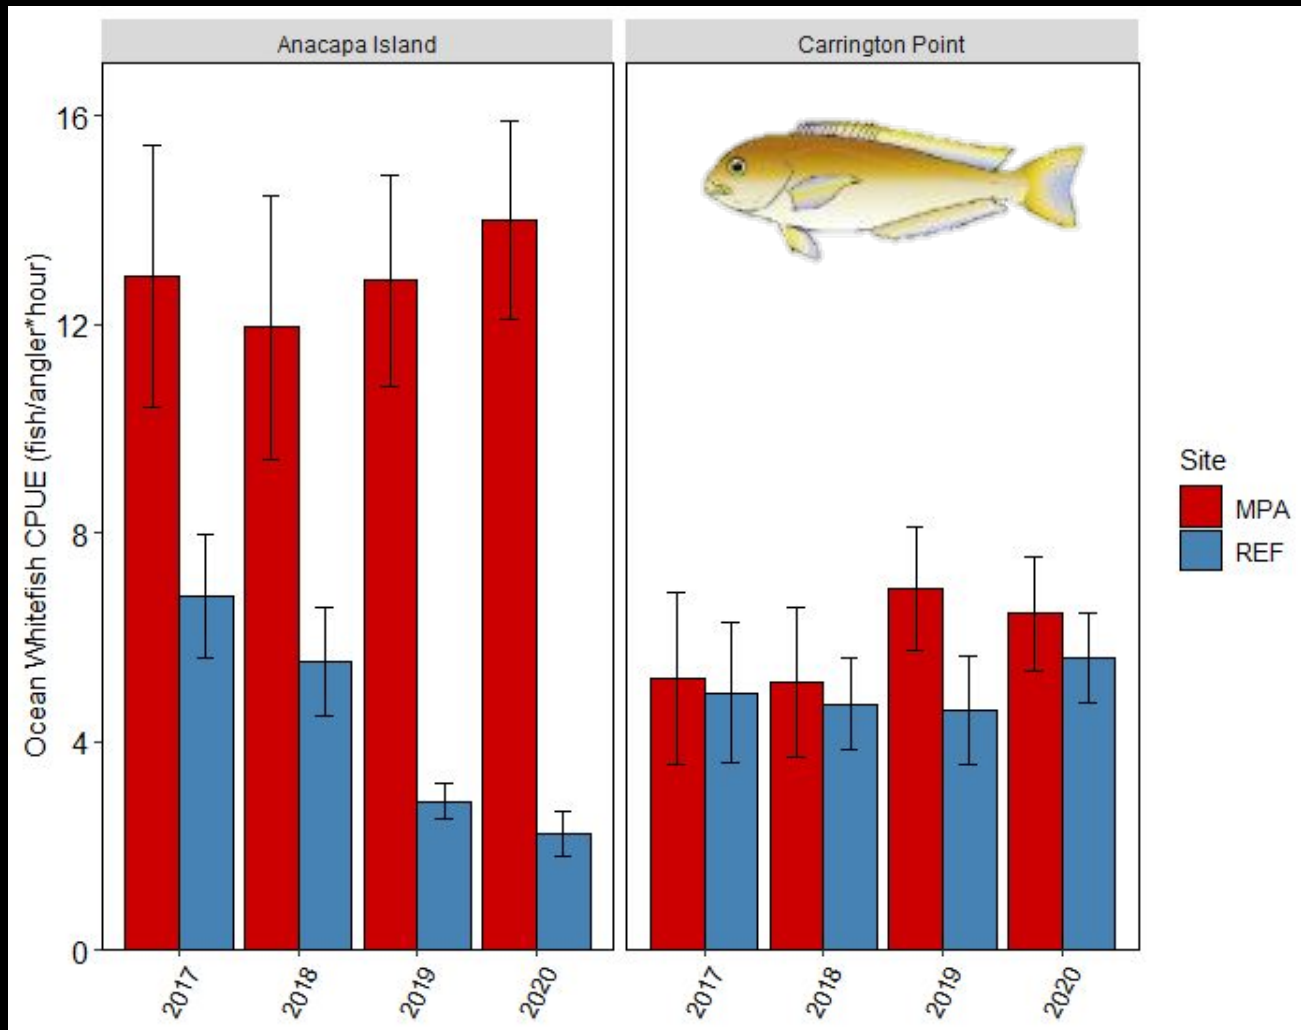 Anacapa Island
Carrington Point
Ocean Whitefish CPUE (fish/angler*hour)
16
12
8
4
0
2017
2018
2019
2020
2017
2018
2019
2020
Site
MPA
REF